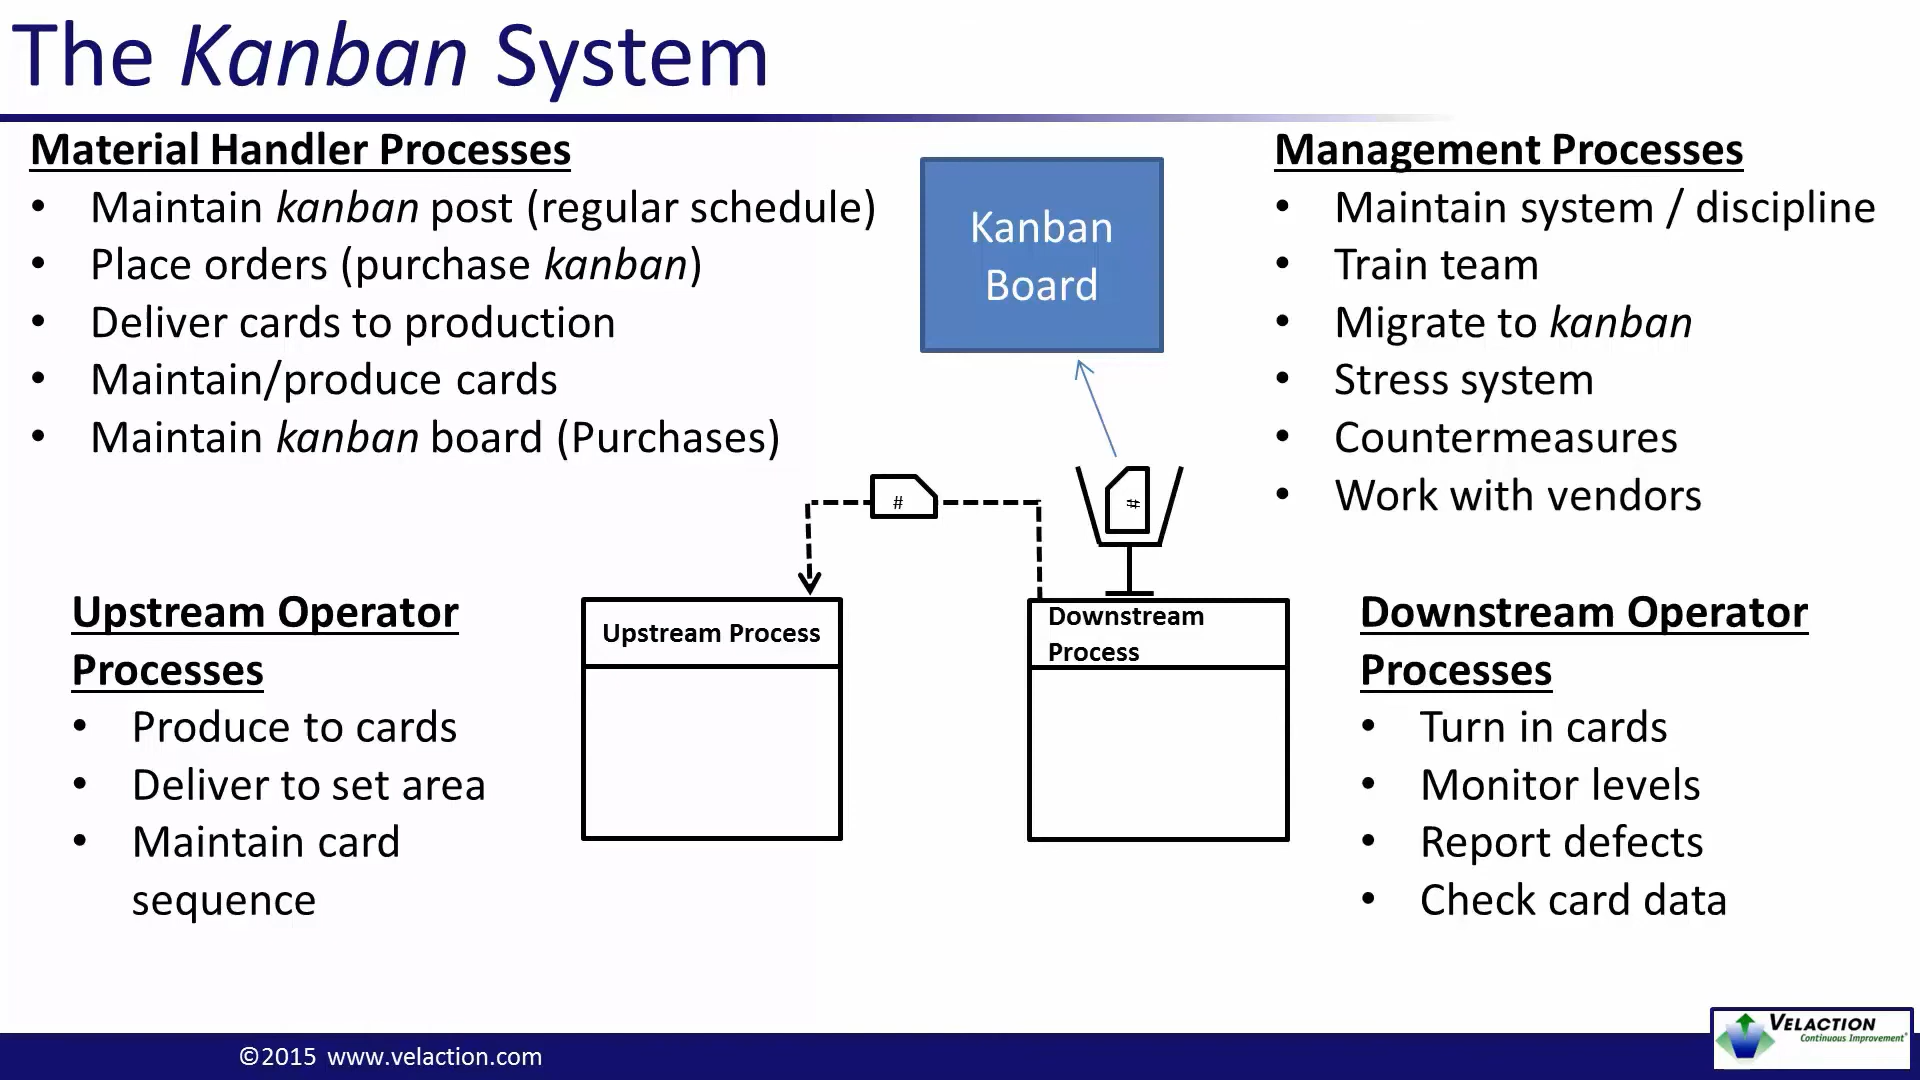 The Kanban System
Material Handler Processes
• Maintain kanban post (regular schedule)
• Place orders (purchase kanban)
• Deliver cards to production
• Maintain/produce cards
• Maintain kanban board (Purchases)
Kanban
Board
Management Processes
• Maintain system / discipline
• Train team
• Migrate to kanban
• Stress system
• Countermeasures
• Work with vendors
#
#
Upstream Operator
Processes
• Produce to cards
• Deliver to set area
• Maintain card
sequence
Upstream Process
Downstream
Process
Downstream Operator
Processes
• Turn in cards
• Monitor levels
• Report defects
• Check card data
©2015 www.velaction.com
VELACTION
Continuous Improvement